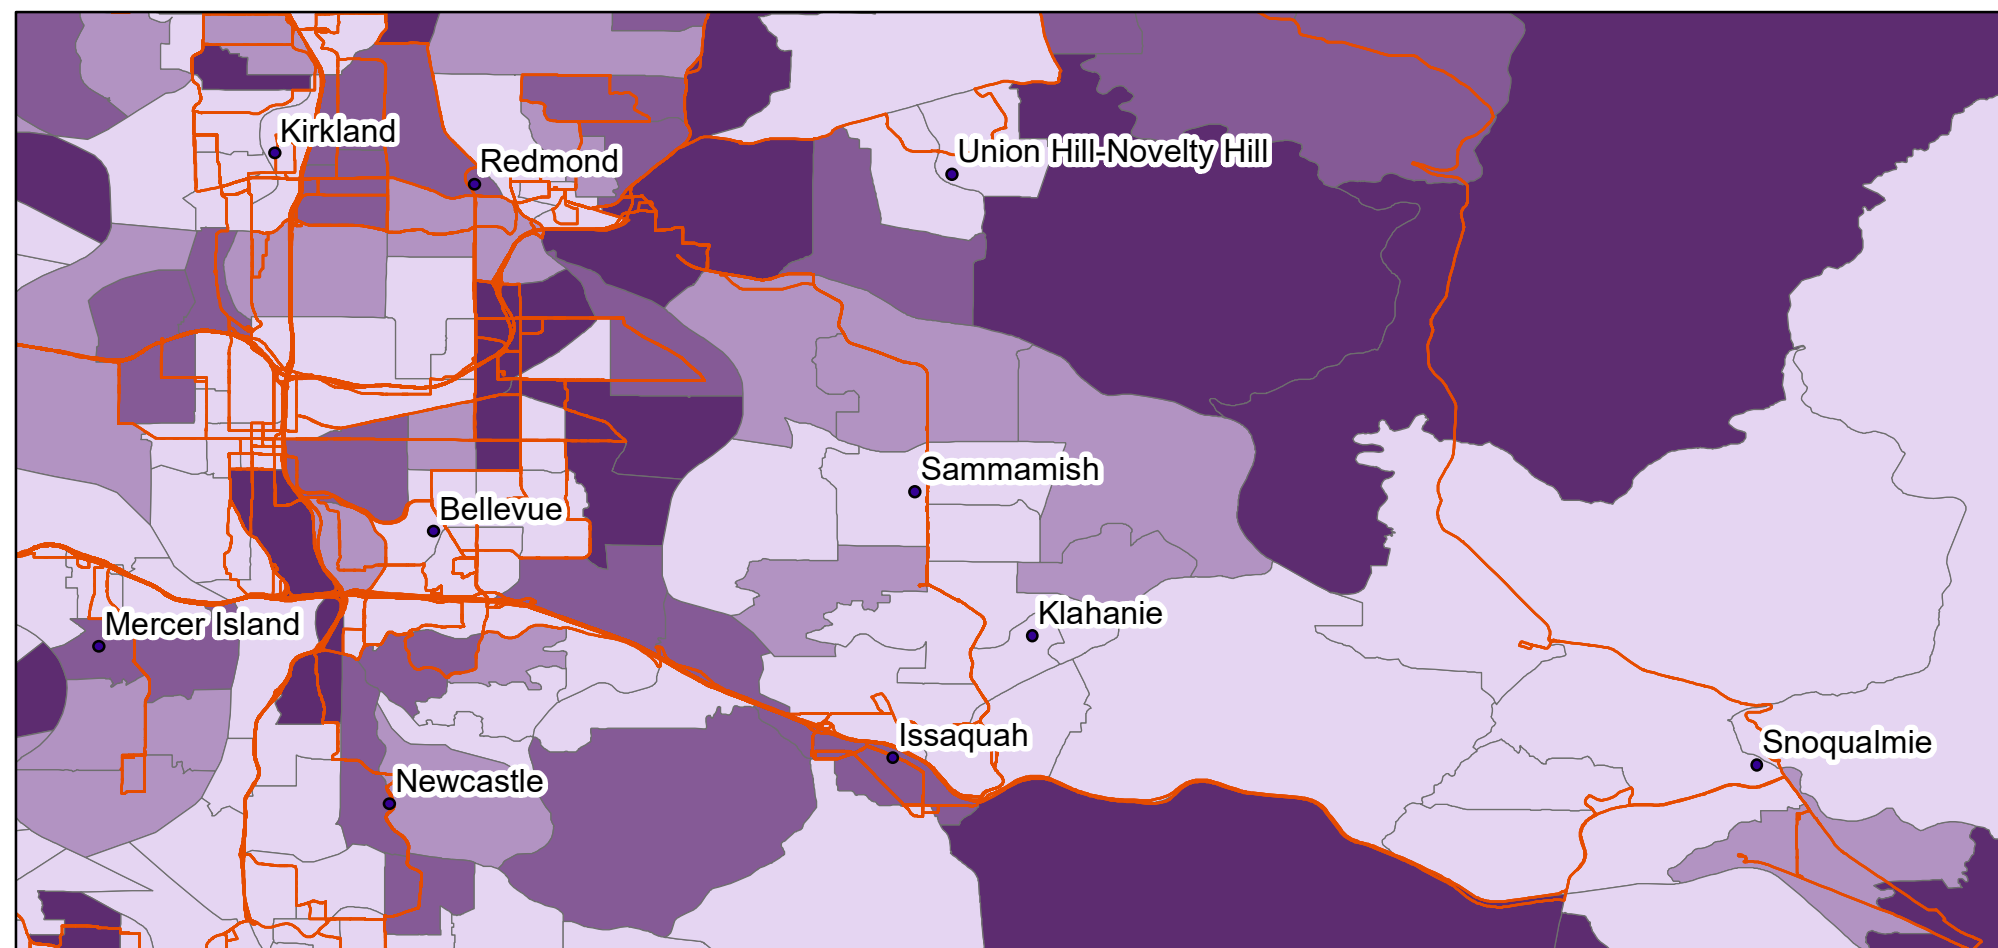 Kirkland
Redmond
Union Hill-Novelty Hill
Sammamish
Bellevue
Mercer Island
Klahanie
Issaquah
Snoqualmie
Newcastle